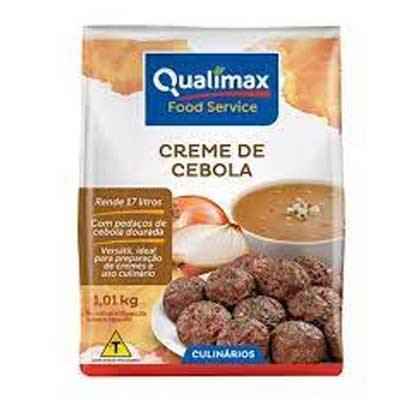 Qualimax
Food Service
CREME DE
CEBOLA
Rende 17 litros
Com pedaços de
cebola dourada
Versátil, ideal
para preparação
de cremes e
uso culinário
1,01 kg
T
CULINÁRIOS